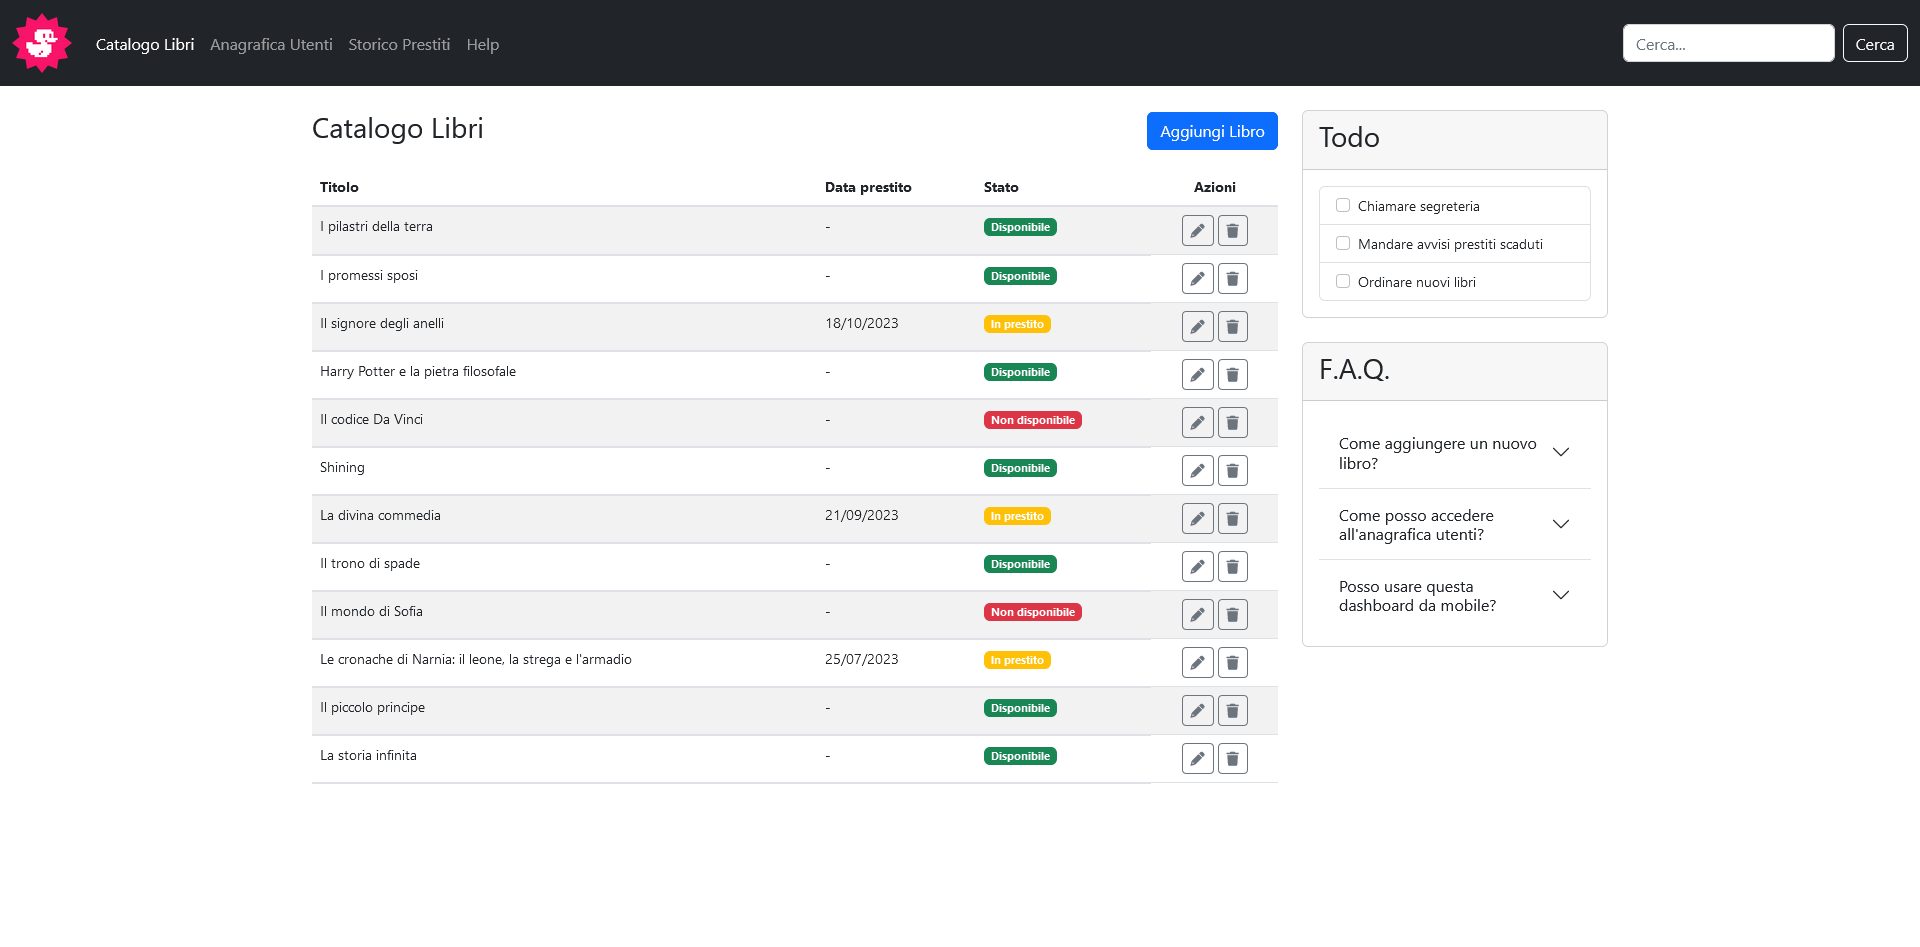 Catalogo Libri Anagrafica Utenti Storico Prestiti Help Cerca... Cerca
Catalogo Libri Aggiungi Libro
Titolo Data prestito Stato Azioni
I pilastri della terra - Disponibile
I promessi sposi - Disponibile
Il signore degli anelli 18/10/2023 In prestito
Harry Potter e la pietra filosofale - Disponibile
Il codice Da Vinci - Non disponibile
Shining - Disponibile
La divina commedia 21/09/2023 In prestito
Il trono di spade - Disponibile
Il mondo di Sofia - Non disponibile
Le cronache di Narnia: il leone, la strega e l'armadio 25/07/2023 In prestito
Il piccolo principe - Disponibile
La storia infinita - Disponibile
Todo
Chiamare segreteria
Mandare avvisi prestiti scaduti
Ordinare nuovi libri
F.A.Q.
Come aggiungere un nuovo
libro?
Come posso accedere
all'anagrafica utenti?
Posso usare questa
dashboard da mobile?